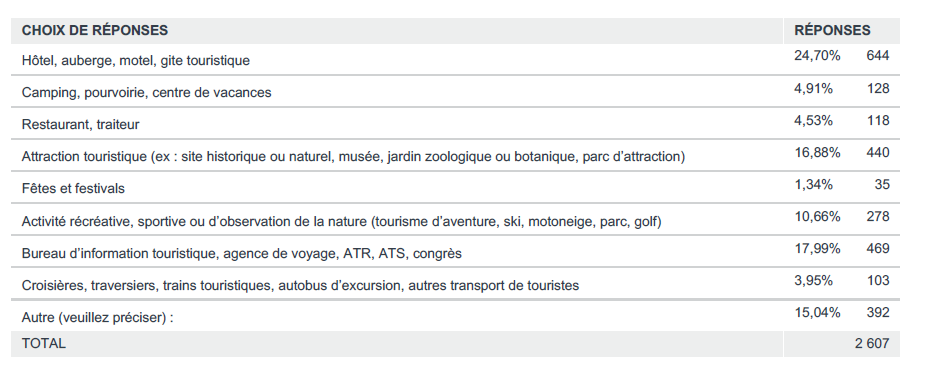 CHOIX DE RÉPONSES RÉPONSES
Hôtel, auberge, motel, gite touristique 24,70% 644
Camping, pourvoirie, centre de vacances 4,91% 128
Restaurant, traiteur 4,53% 118
Attraction touristique (ex : site historique ou naturel, musée, jardin zoologique ou botanique, parc d’attraction) 16,88% 440
Fêtes et festivals 1,34% 35
Activité récréative, sportive ou d’observation de la nature (tourisme d’aventure, ski, motoneige, parc, golf) 10,66% 278
Bureau d’information touristique, agence de voyage, ATR, ATS, congrès 17,99% 469
Croisières, traversiers, trains touristiques, autobus d’excursion, autres transport de touristes 3,95% 103
Autre (veuillez préciser) : 15,04% 392
TOTAL 2 607